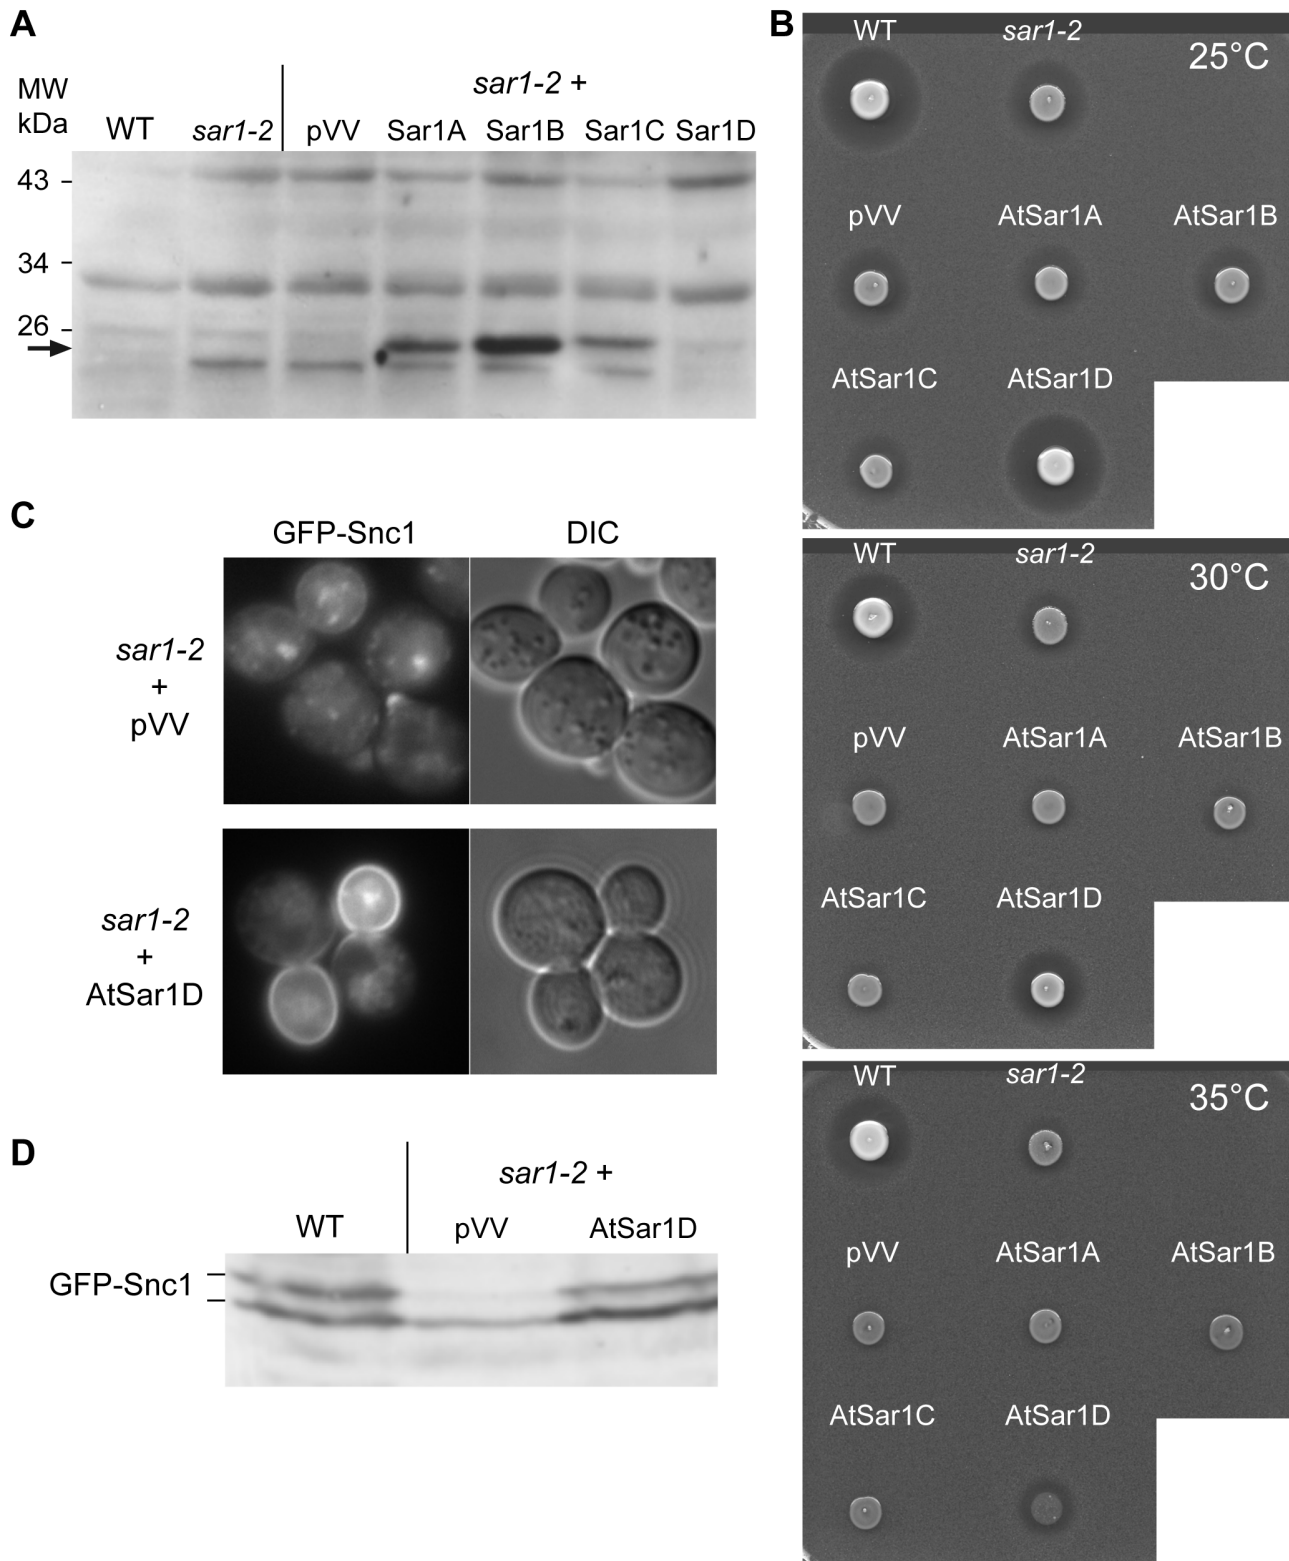 A
MW
kDa
sar1-2 +
WT sar1-2 pVV Sar1A Sar1B Sar1C Sar1D
43
34
26
B
WT sar1-2
25°C
pVV AtSar1A AtSar1B
AtSar1C AtSar1D
WT sar1-2
30°C
pVV AtSar1A AtSar1B
AtSar1C AtSar1D
WT sar1-2
35°C
pVV AtSar1A AtSar1B
AtSar1C AtSar1D
C
GFP-Snc1 DIC
sar1-2
+
pVV
sar1-2
+
AtSar1D
D
sar1-2 +
WT pVV AtSar1D
GFP-Snc1